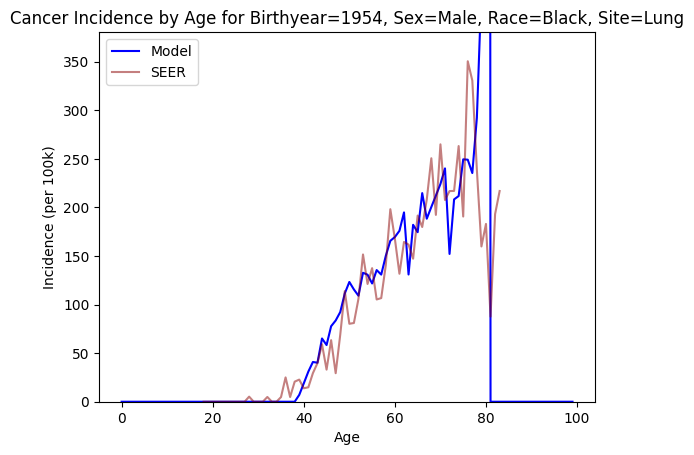 Cancer Incidence by Age for Birthyear=1954, Sex=Male, Race=Black, Site=Lung
Model
SEER
350
300
250
200
150
100
50
0
Incidence (per 100k)
0 20 40 60 80 100
Age